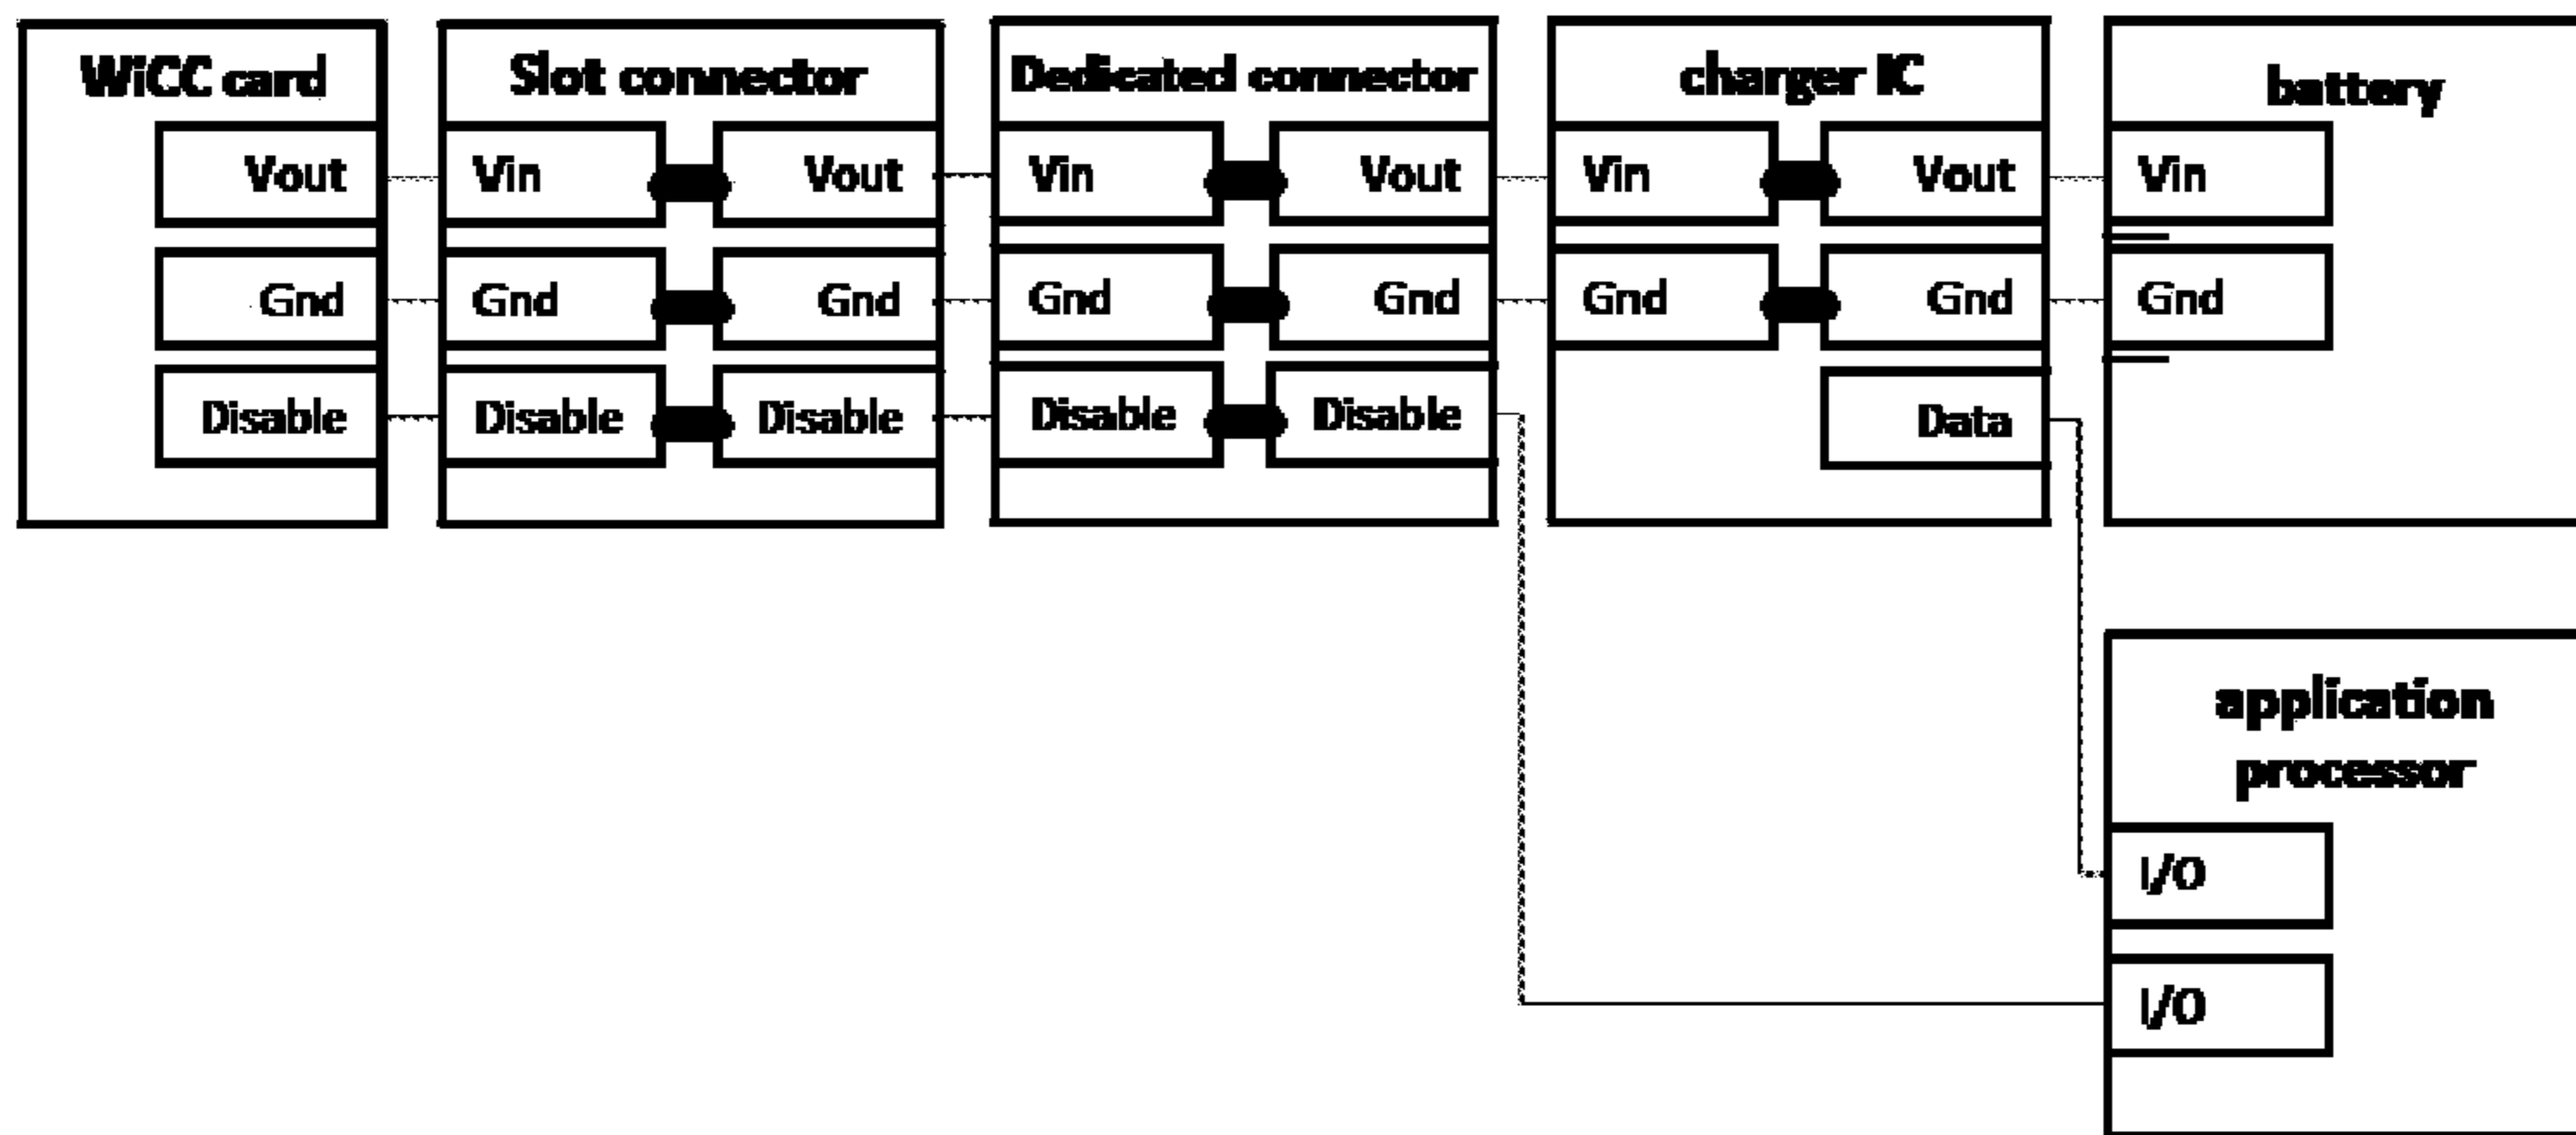 WiCC card
Slot connector
Dedicated connector
charger IC
battery
Vout
Vin
Vout
Vin
Vout
Vin
Vout
Vin
Gnd
Gnd
Gnd
Gnd
Gnd
Gnd
Gnd
Gnd
Disable
Disable
Disable
Disable
Disable
Data
application
processor
I/O
I/O